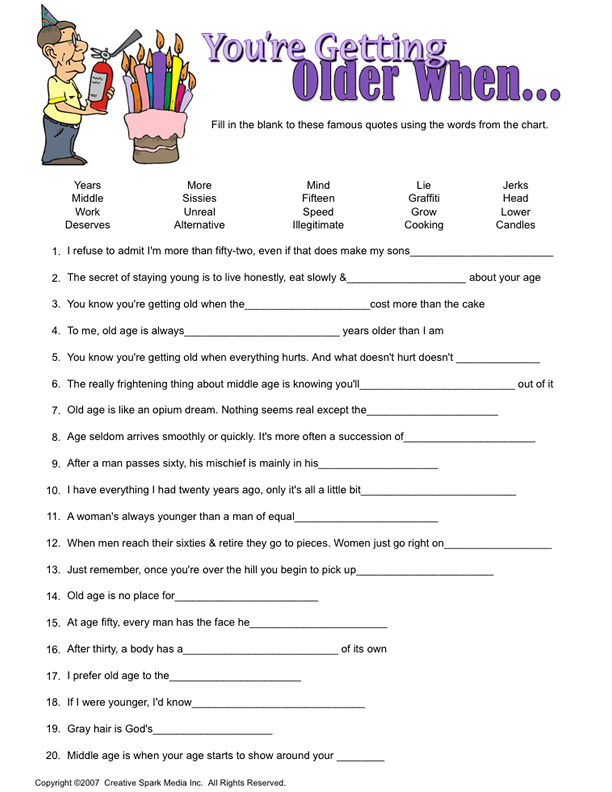 You're Getting
Older When...
Fill in the blank to these famous quotes using the words from the chart.
Years More Mind Lie Jerks
Middle Sissies Fifteen Graffiti Head
Work Unreal Speed Grow Lower
Deserves Alternative Illegitimate Cooking Candles
1. I refuse to admit I'm more than fifty-two, even if that does make my sons________________________
2. The secret of staying young is to live honestly, eat slowly &____________________ about your age
3. You know you're getting old when the_____________________cost more than the cake
4. To me, old age is always__________________________ years older than I am
5. You know you're getting old when everything hurts. And what doesn't hurt doesn't ______________
6. The really frightening thing about middle age is knowing you'll__________________________ out of it
7. Old age is like an opium dream. Nothing seems real except the______________________
8. Age seldom arrives smoothly or quickly. It's more often a succession of______________________
9. After a man passes sixty, his mischief is mainly in his____________________
10. I have everything I had twenty years ago, only it's all a little bit__________________________
11. A woman's always younger than a man of equal________________________
12. When men reach their sixties & retire they go to pieces. Women just go right on__________________
13. Just remember, once you're over the hill you begin to pick up_______________________
14. Old age is no place for________________________
15. At age fifty, every man has the face he_______________________
16. After thirty, a body has a__________________________ of its own
17. I prefer old age to the______________________
18. If I were younger, I'd know_____________________________
19. Gray hair is God's____________________
20. Middle age is when your age starts to show around your ________
Copyright ©2007 Creative Spark Media Inc. All Rights Reserved.